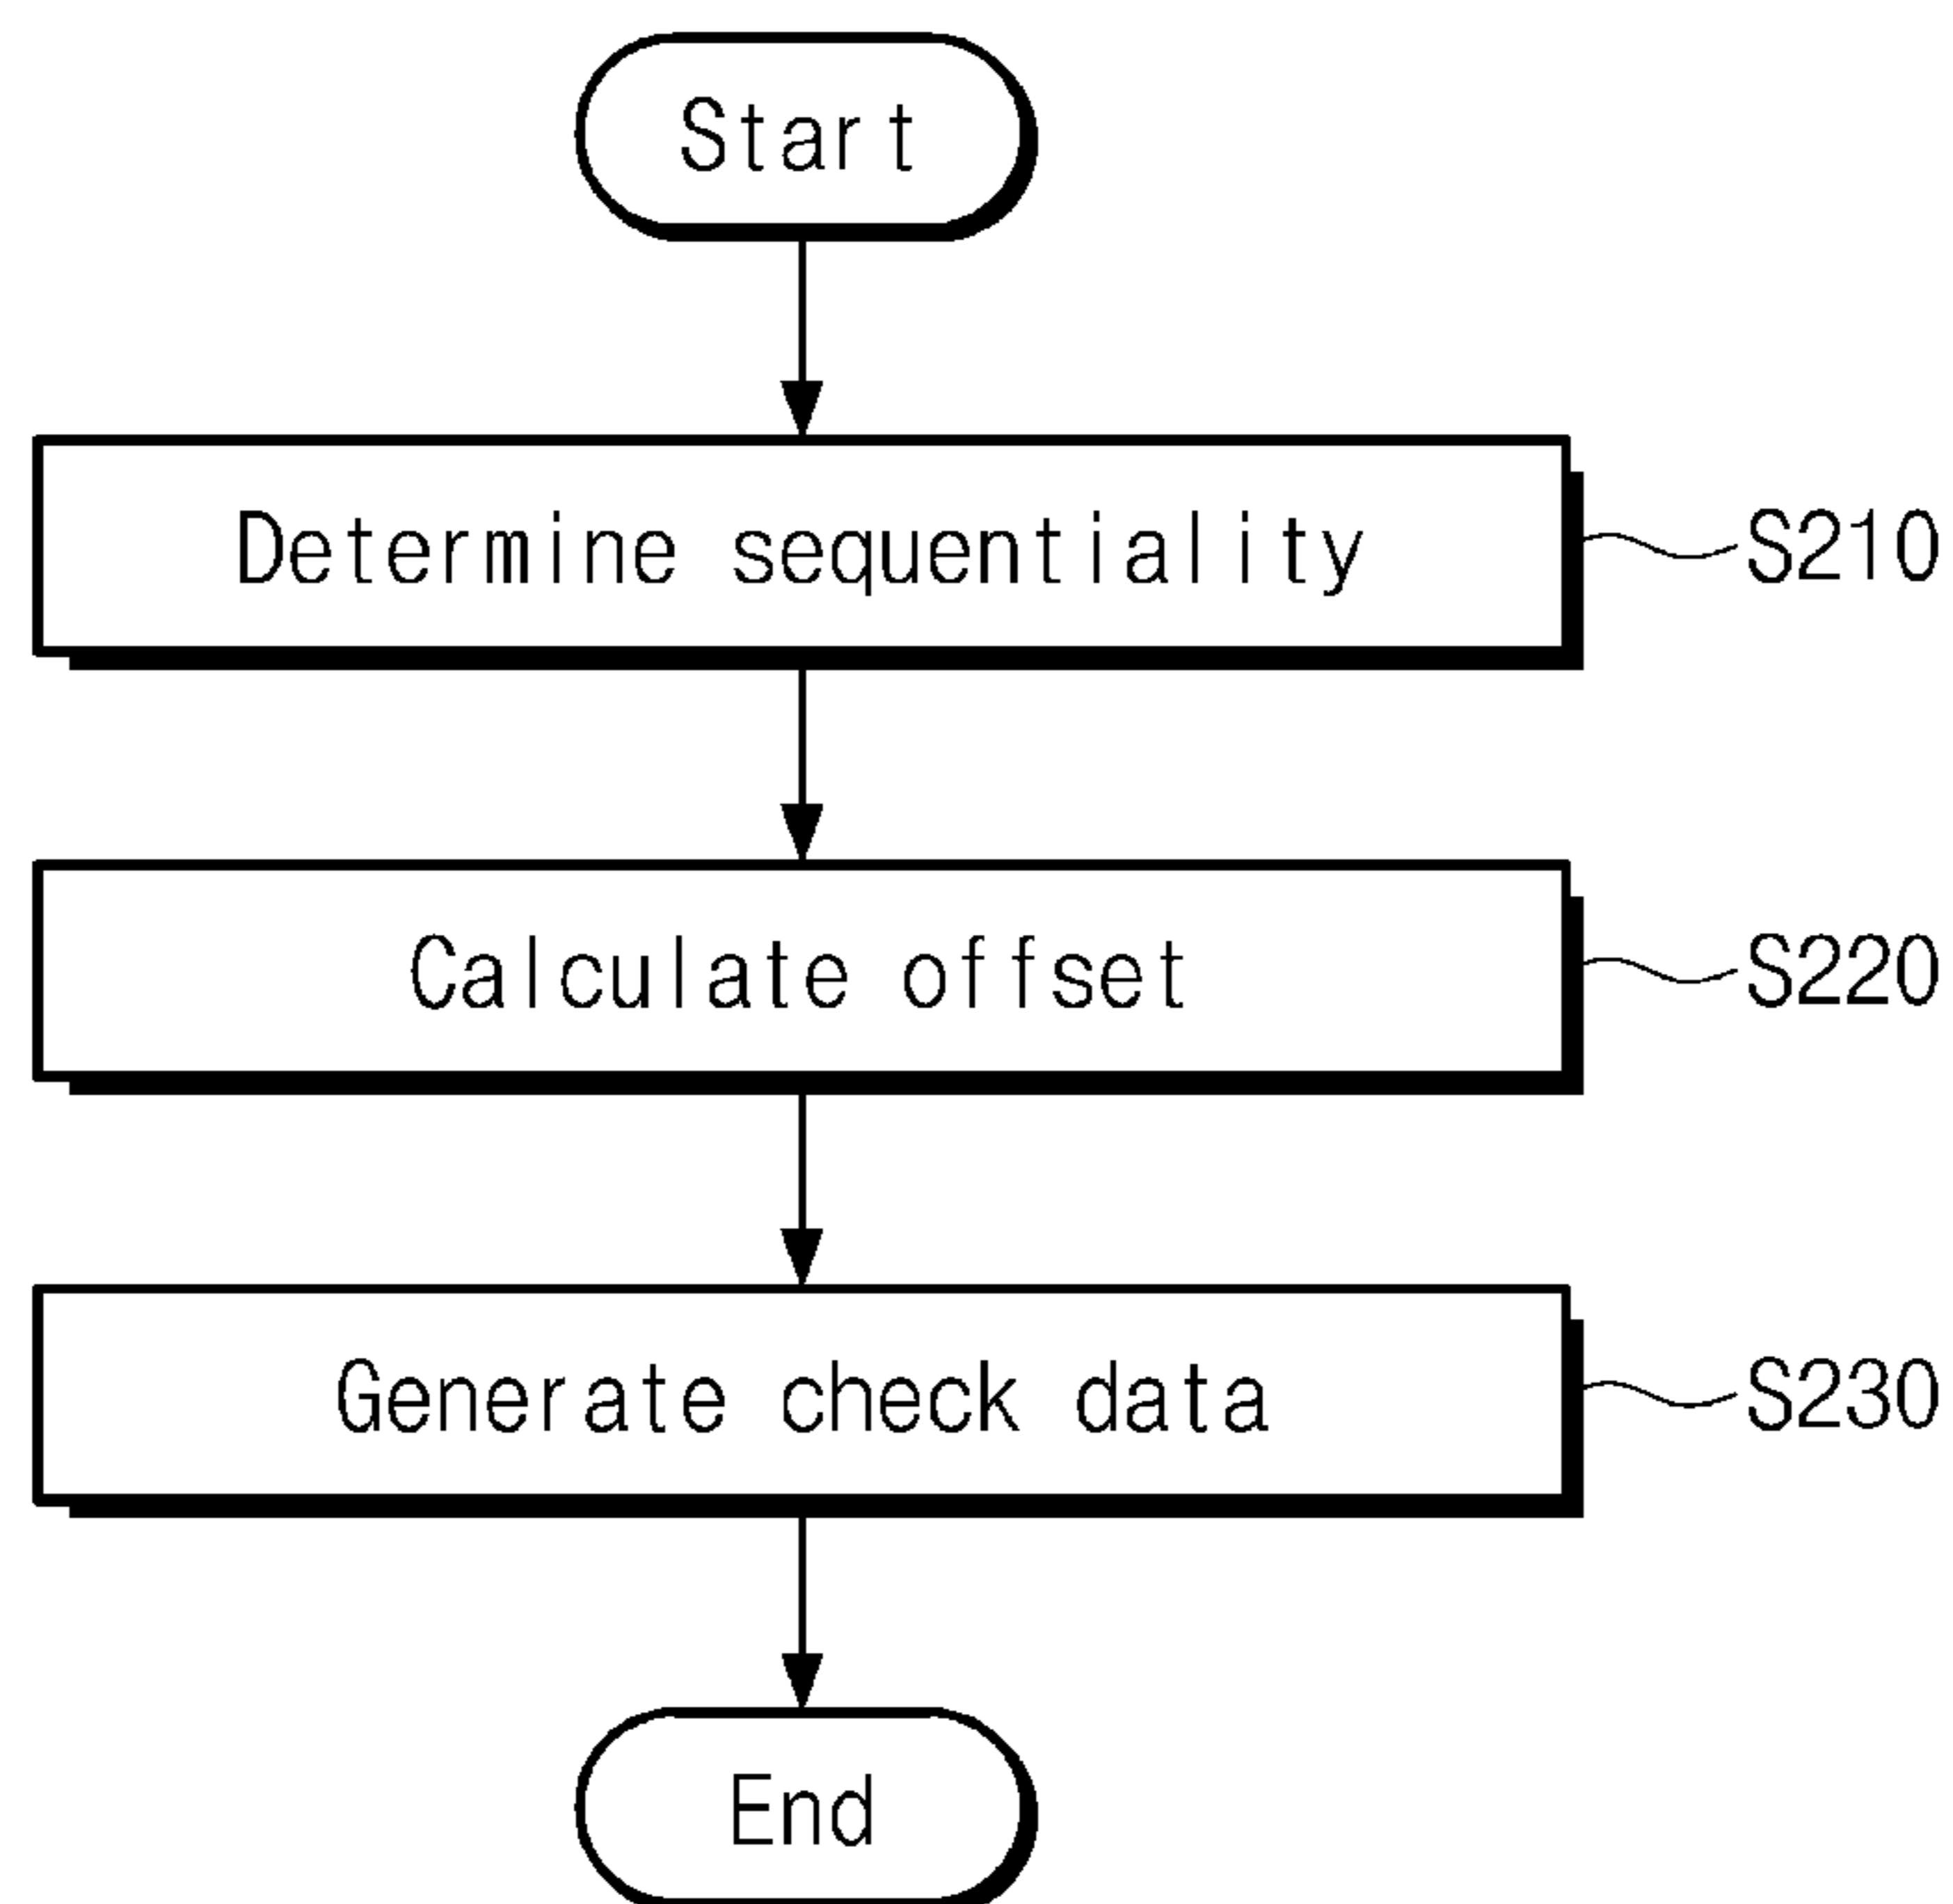 Start
Determine sequentiality
S210
Calculate offset
S220
Generate check data
S230
End